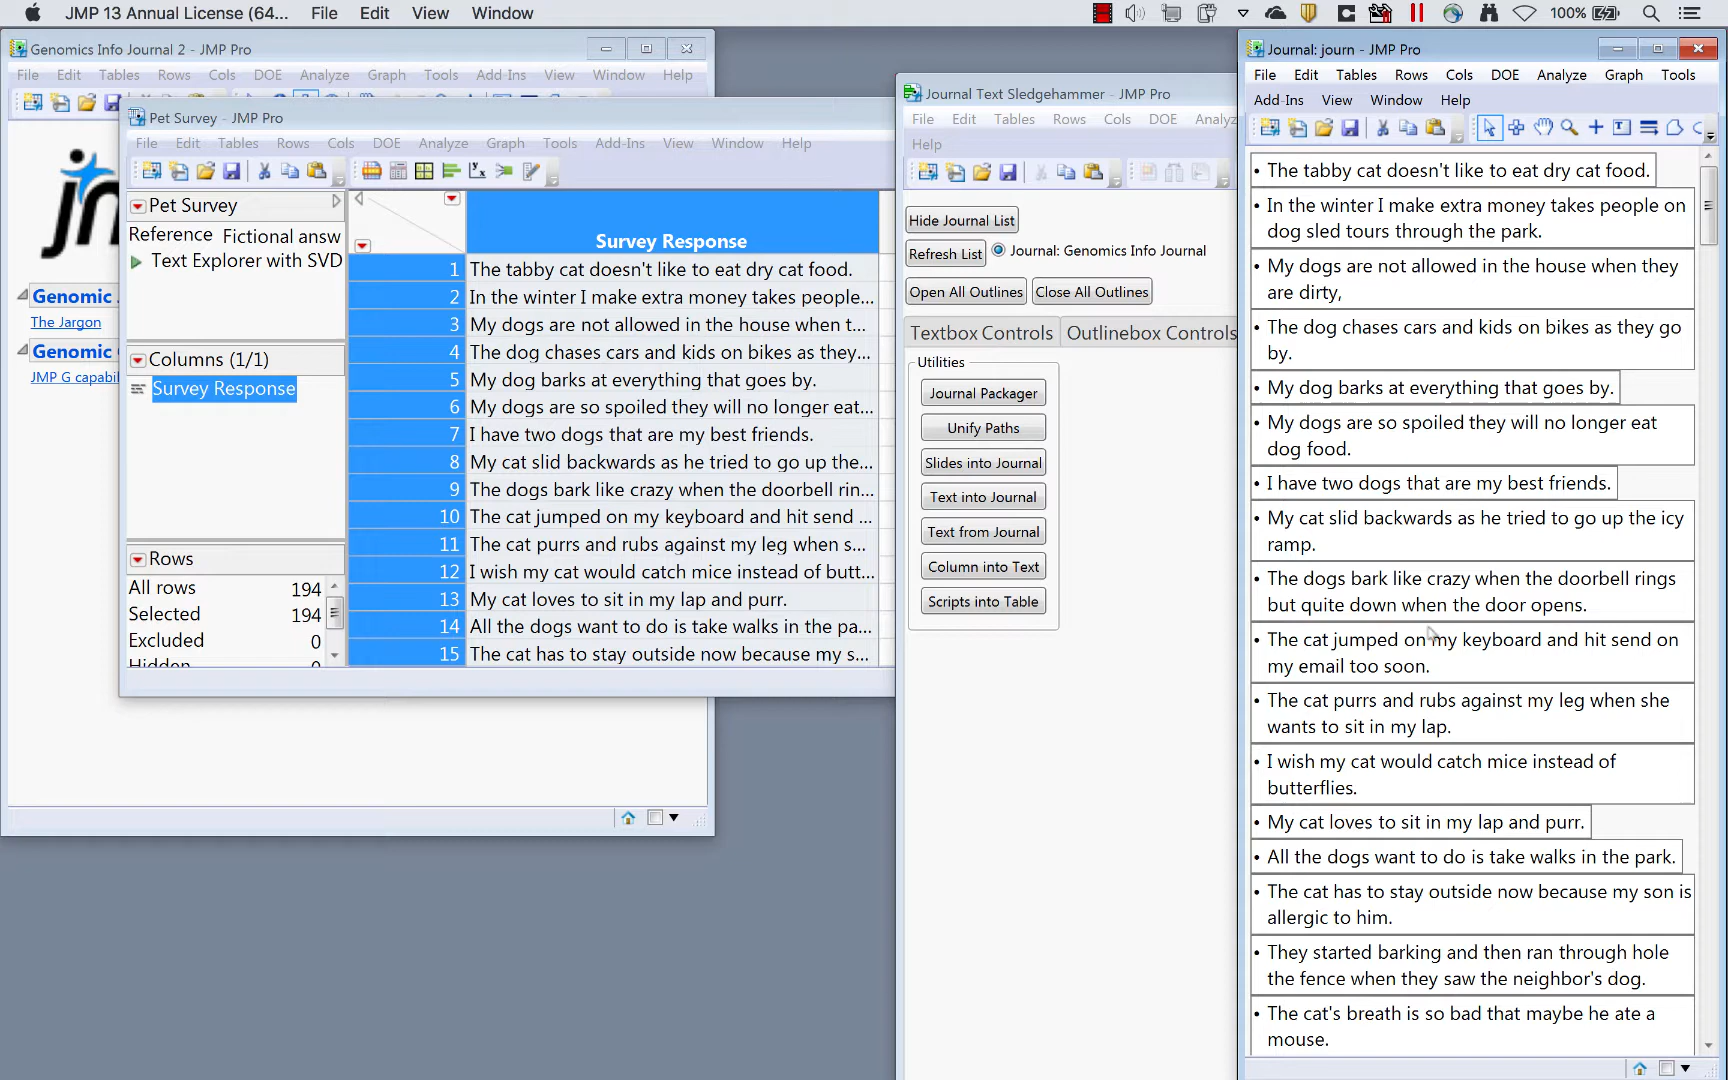 JMP 13 Annual License (64... File Edit View Window 100%
Genomics Info Journal 2 - JMP Pro
File Edit Tables Rows Cols DOE Analyze Graph Tools Add-Ins View Window Help
Genomic
The Jargon
Genomic
JMP G capabil
Pet Survey - JMP Pro
File Edit Tables Rows Cols DOE Analyze Graph Tools Add-Ins View Window Help
Pet Survey
Reference Fictional answ
Text Explorer with SVD
Columns (1/1)
Survey Response
Rows
All rows 194
Selected 194
Excluded 0
Hidden 0
Survey Response
1 The tabby cat doesn't like to eat dry cat food.
2 In the winter I make extra money takes people...
3 My dogs are not allowed in the house when t...
4 The dog chases cars and kids on bikes as they...
5 My dog barks at everything that goes by.
6 My dogs are so spoiled they will no longer eat...
7 I have two dogs that are my best friends.
8 My cat slid backwards as he tried to go up the...
9 The dogs bark like crazy when the doorbell rin...
10 The cat jumped on my keyboard and hit send ...
11 The cat purrs and rubs against my leg when s...
12 I wish my cat would catch mice instead of butt...
13 My cat loves to sit in my lap and purr.
14 All the dogs want to do is take walks in the pa...
15 The cat has to stay outside now because my s...
Journal Text Sledgehammer - JMP Pro
File Edit Tables Rows Cols DOE Analyz
Help
Hide Journal List
Refresh List Journal: Genomics Info Journal
Open All Outlines Close All Outlines
Textbox Controls Outlinebox Controls
Utilities
Journal Packager
Unify Paths
Slides into Journal
Text into Journal
Text from Journal
Column into Text
Scripts into Table
Journal: journ - JMP Pro
File Edit Tables Rows Cols DOE Analyze Graph Tools
Add-Ins View Window Help
• The tabby cat doesn't like to eat dry cat food.
• In the winter I make extra money takes people on
dog sled tours through the park.
• My dogs are not allowed in the house when they
are dirty,
• The dog chases cars and kids on bikes as they go
by.
• My dog barks at everything that goes by.
• My dogs are so spoiled they will no longer eat
dog food.
• I have two dogs that are my best friends.
• My cat slid backwards as he tried to go up the icy
ramp.
• The dogs bark like crazy when the doorbell rings
but quite down when the door opens.
• The cat jumped on my keyboard and hit send on
my email too soon.
• The cat purrs and rubs against my leg when she
wants to sit in my lap.
• I wish my cat would catch mice instead of
butterflies.
• My cat loves to sit in my lap and purr.
• All the dogs want to do is take walks in the park.
• The cat has to stay outside now because my son is
allergic to him.
• They started barking and then ran through hole
the fence when they saw the neighbor's dog.
• The cat's breath is so bad that maybe he ate a
mouse.